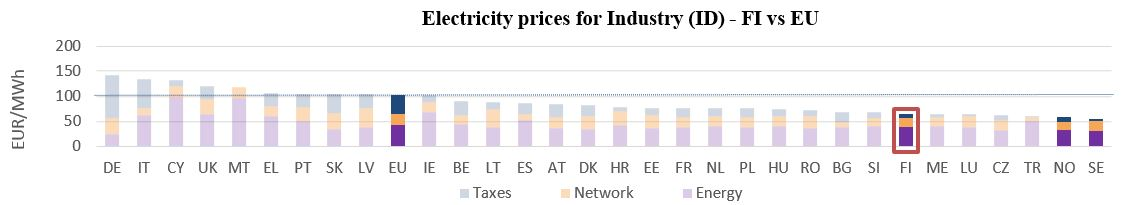 Electricity prices for Industry (ID) - FI vs EU
EUR/MWh
200
150
100
50
0
DE IT CY UK MT EL PT SK LV EU IE BE LT ES AT DK HR EE FR NL PL HU RO BG SI FI ME LU CZ TR NO SE
Taxes Network Energy